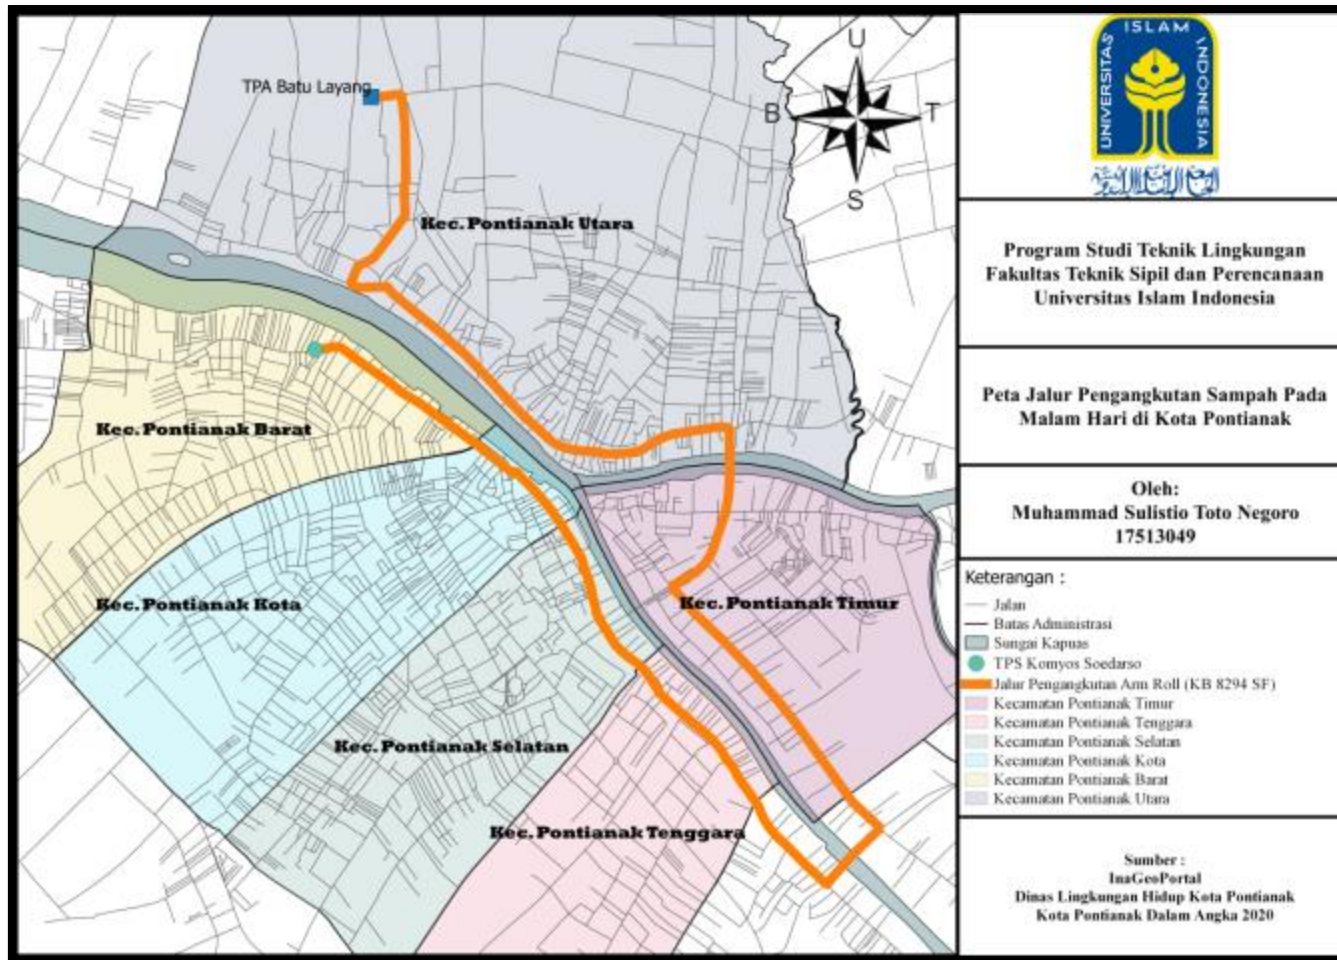 TPA Batu Layang
U
B
T
S
Kec. Pontianak Utara
Kec. Pontianak Barat
Kec. Pontianak Kota
Kec. Pontianak Timur
Kec. Pontianak Selatan
Kec. Pontianak Tenggara
UNIVERSITAS
ISLAM
INDONESIA
Program Studi Teknik Lingkungan
Fakultas Teknik Sipil dan Perencanaan
Universitas Islam Indonesia
Peta Jalur Pengangkutan Sampah Pada
Malam Hari di Kota Pontianak
Oleh:
Muhammad Sulistio Toto Negoro
17513049
Keterangan :
Jalan
Batas Administrasi
Sungai Kapuas
TPS Komyos Soedarso
Jalur Pengangkutan Arm Roll (KB 8294 SF)
Kecamatan Pontianak Timur
Kecamatan Pontianak Tenggara
Kecamatan Pontianak Selatan
Kecamatan Pontianak Kota
Kecamatan Pontianak Barat
Kecamatan Pontianak Utara
Sumber :
InaGeoPortal
Dinas Lingkungan Hidup Kota Pontianak
Kota Pontianak Dalam Angka 2020